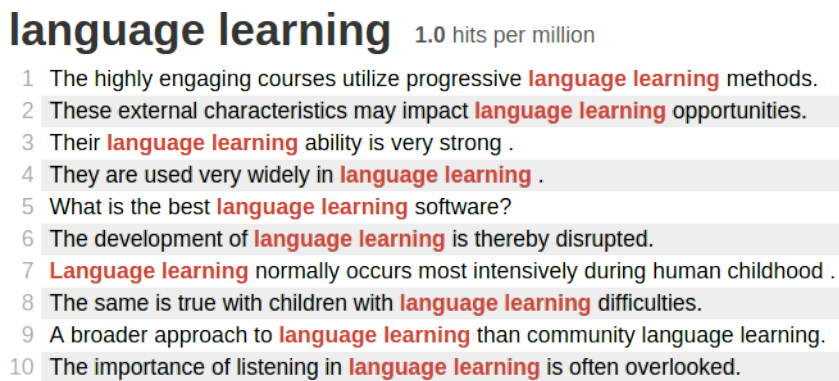 language learning 1.0 hits per million
1 The highly engaging courses utilize progressive language learning methods.
2 These external characteristics may impact language learning opportunities.
3 Their language learning ability is very strong .
4 They are used very widely in language learning .
5 What is the best language learning software?
6 The development of language learning is thereby disrupted.
7 Language learning normally occurs most intensively during human childhood .
8 The same is true with children with language learning difficulties.
9 A broader approach to language learning than community language learning.
10 The importance of listening in language learning is often overlooked.